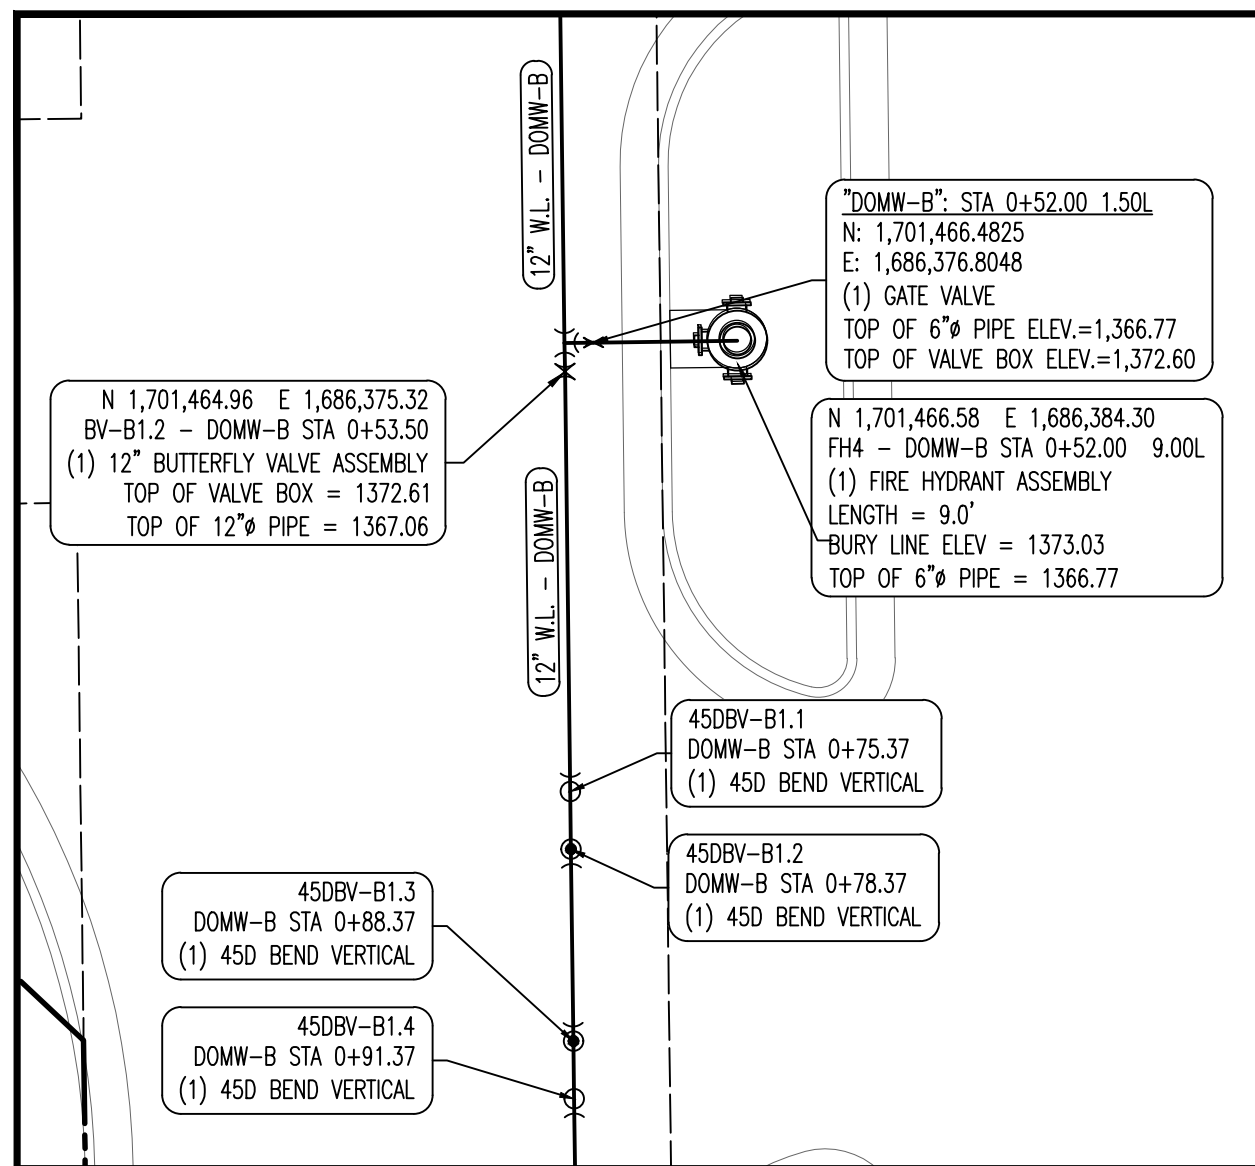 12" W.L. - DOMW-B
"DOMW-B": STA 0+52.00 1.50L
N: 1,701,466.4825
E: 1,686,376.8048
(1) GATE VALVE
TOP OF 6"ø PIPE ELEV.=1,366.77
TOP OF VALVE BOX ELEV.=1,372.60
N 1,701,464.96 E 1,686,375.32
BV-B1.2 - DOMW-B STA 0+53.50
(1) 12" BUTTERFLY VALVE ASSEMBLY
TOP OF VALVE BOX = 1372.61
TOP OF 12"ø PIPE = 1367.06
N 1,701,466.58 E 1,686,384.30
FH4 - DOMW-B STA 0+52.00 9.00L
(1) FIRE HYDRANT ASSEMBLY
LENGTH = 9.0'
BURY LINE ELEV = 1373.03
TOP OF 6"ø PIPE = 1366.77
12" W.L. - DOMW-B
45DBV-B1.1
DOMW-B STA 0+75.37
(1) 45D BEND VERTICAL
45DBV-B1.2
DOMW-B STA 0+78.37
(1) 45D BEND VERTICAL
45DBV-B1.3
DOMW-B STA 0+88.37
(1) 45D BEND VERTICAL
45DBV-B1.4
DOMW-B STA 0+91.37
(1) 45D BEND VERTICAL